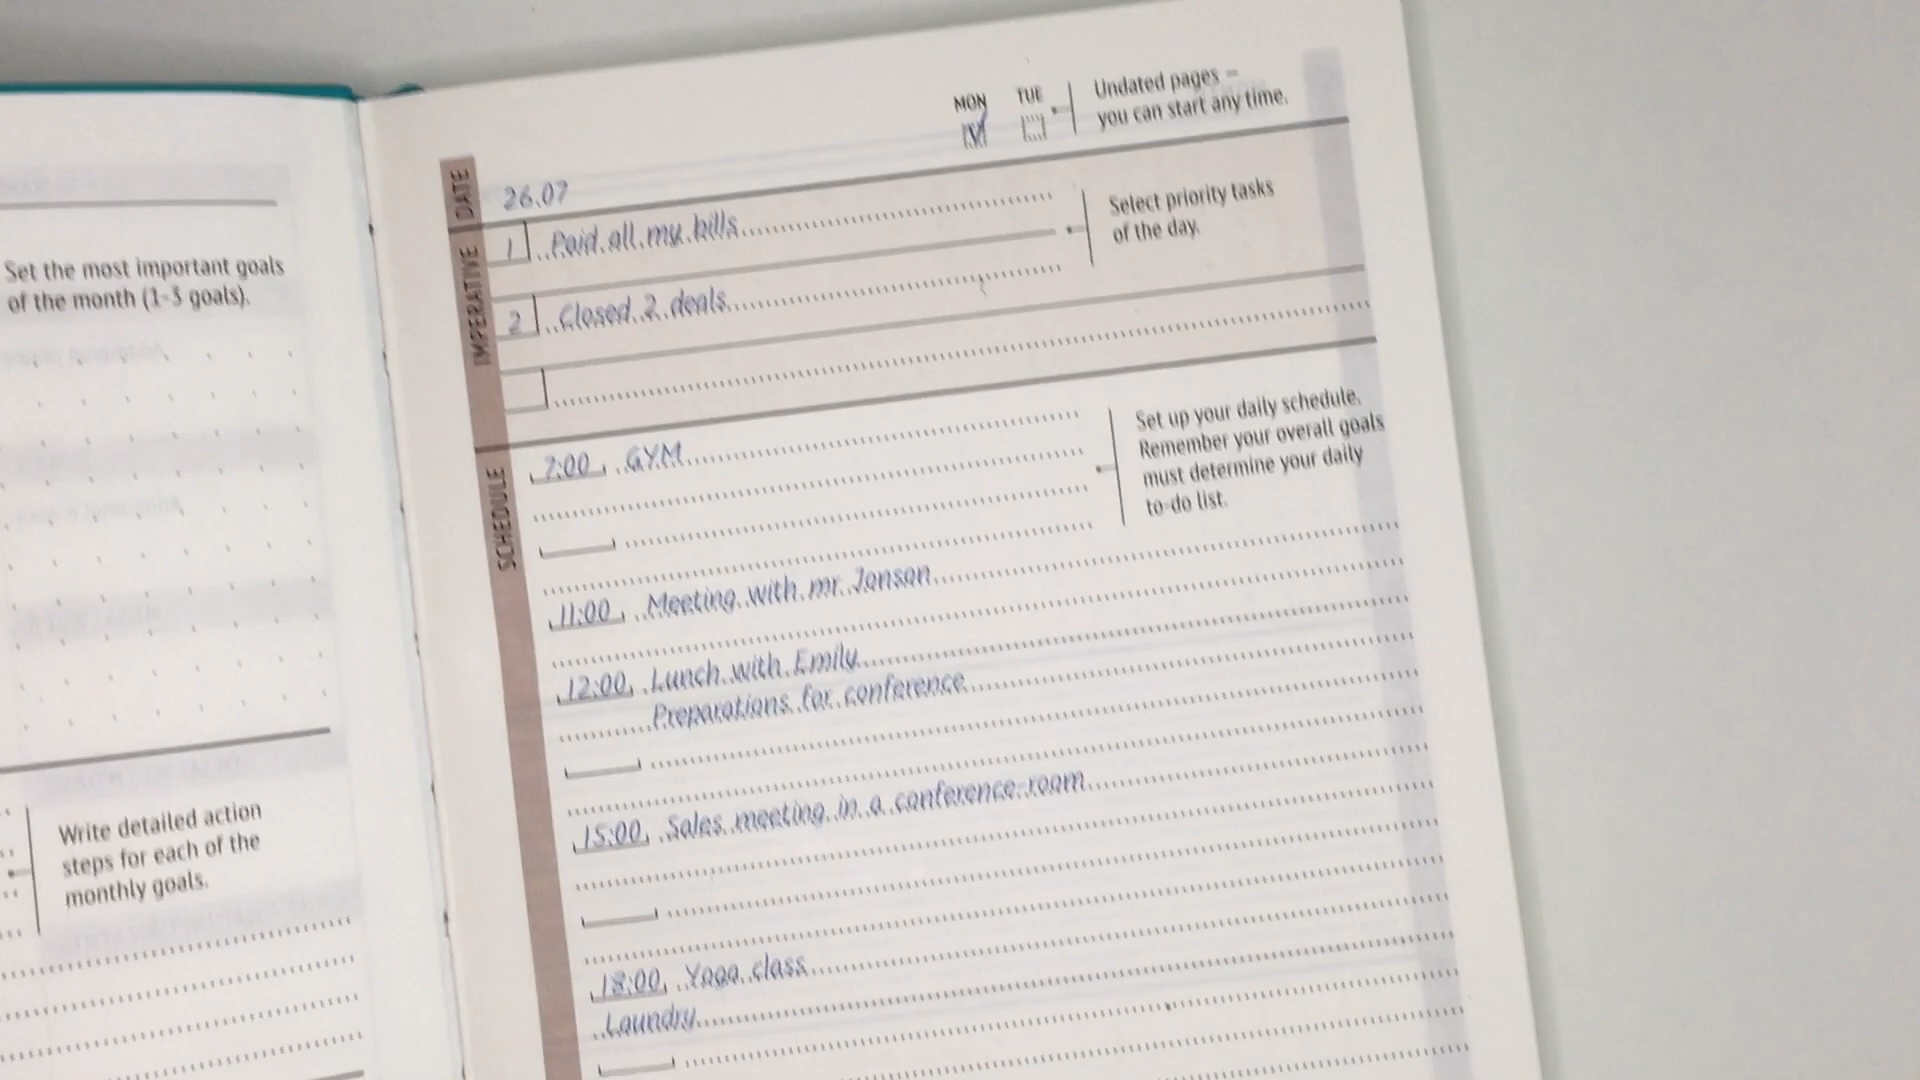 Set the most important goals
of the month (1-3 goals).
Write detailed action
steps for each of the
monthly goals.
MON TUE
Undated pages –
you can start any time.
DATE 26.07
IMPERATIVE
1 Paid all my bills
2 Closed 2 deals
Select priority tasks
of the day.
SCHEDULE
7:00 GYM
Set up your daily schedule.
Remember your overall goals
must determine your daily
to-do list.
11:00 Meeting with mr. Jonson
12:00 Lunch with Emily
Preparations for conference
15:00 Sales meeting in a conference-room
18:00 Yoga class
Laundry